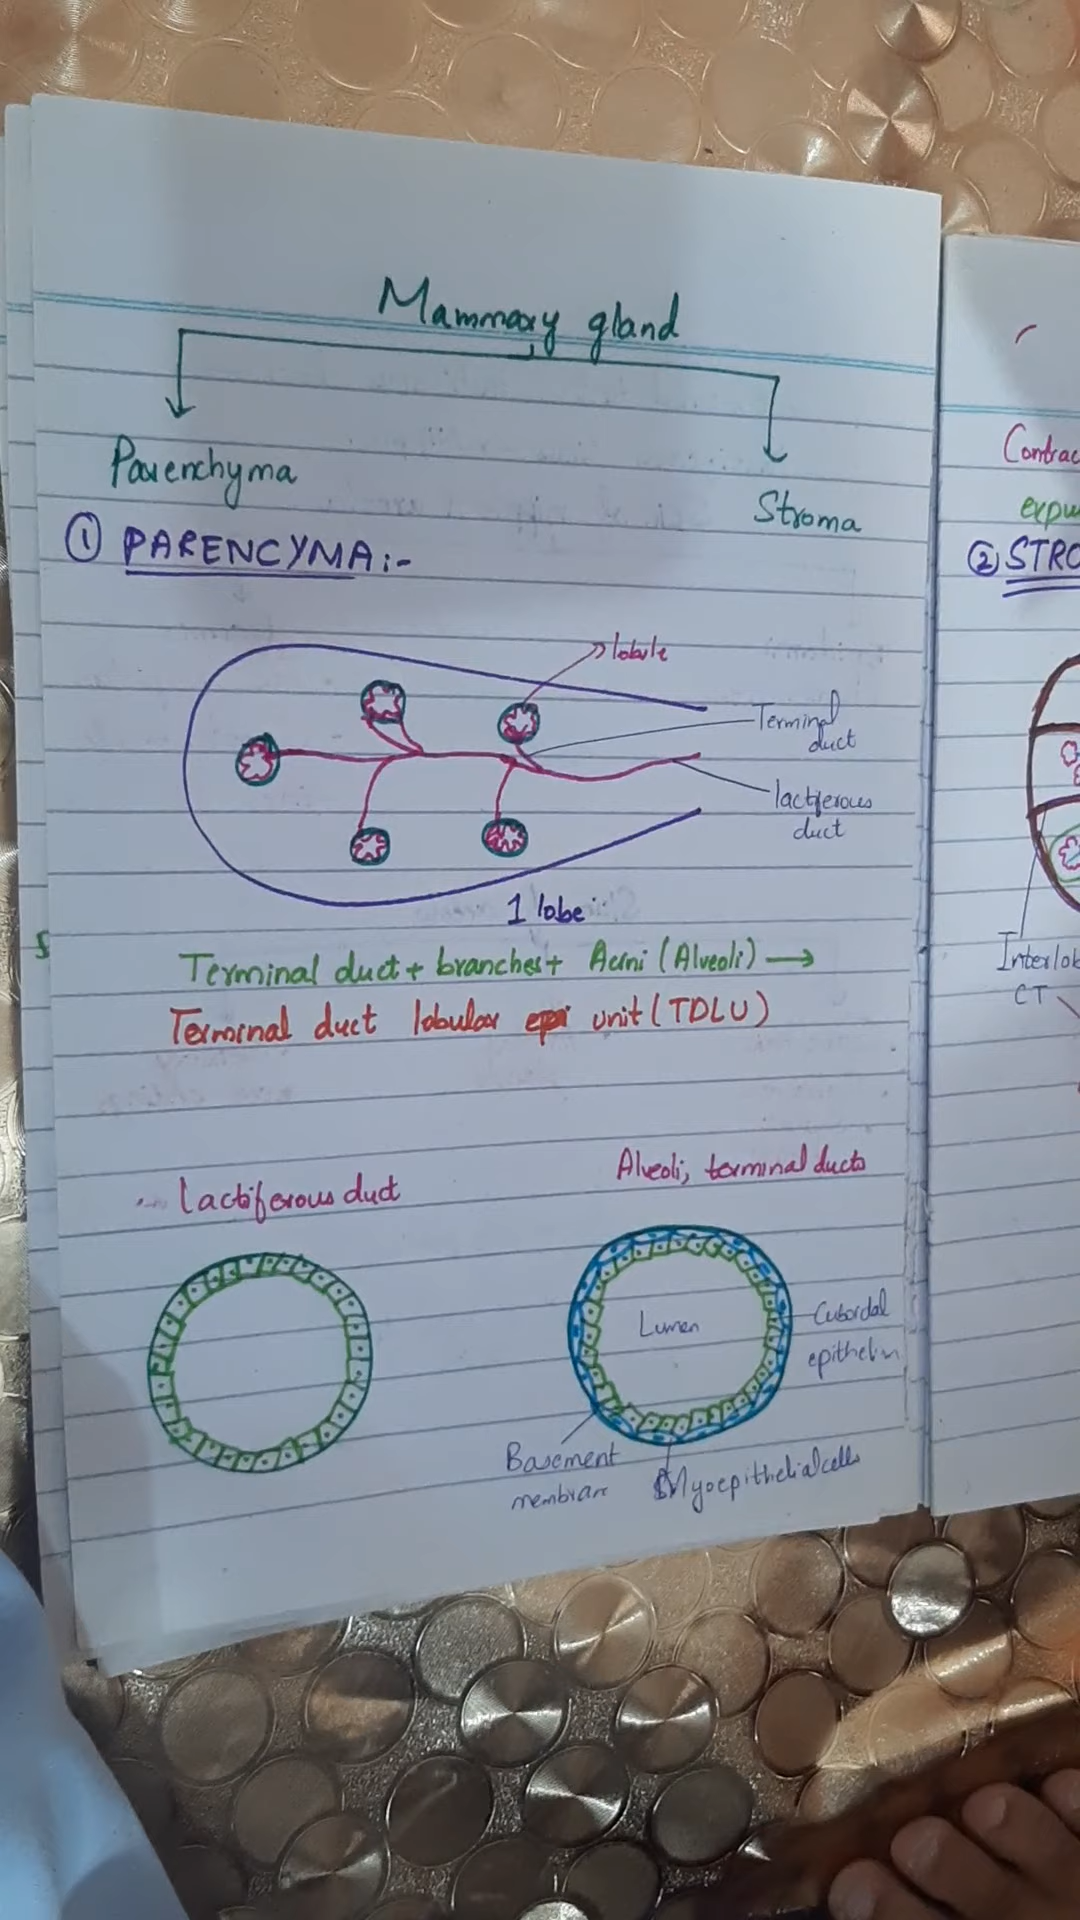 Mammary gland
Parenchyma
Stroma
① PARENCYMA:-
lobule
Terminal
duct
lactiferous
duct
1 lobe
Terminal duct + branches + Acini (Alveoli) →
Terminal duct lobular unit (TDLU)
Lactiferous duct
Alveoli, terminal ducts
Lumen
Cuboidal
epithelin
Basement
membrane
Myoepithelial cells
Contrac
expu
② STRO
Interlob
CT